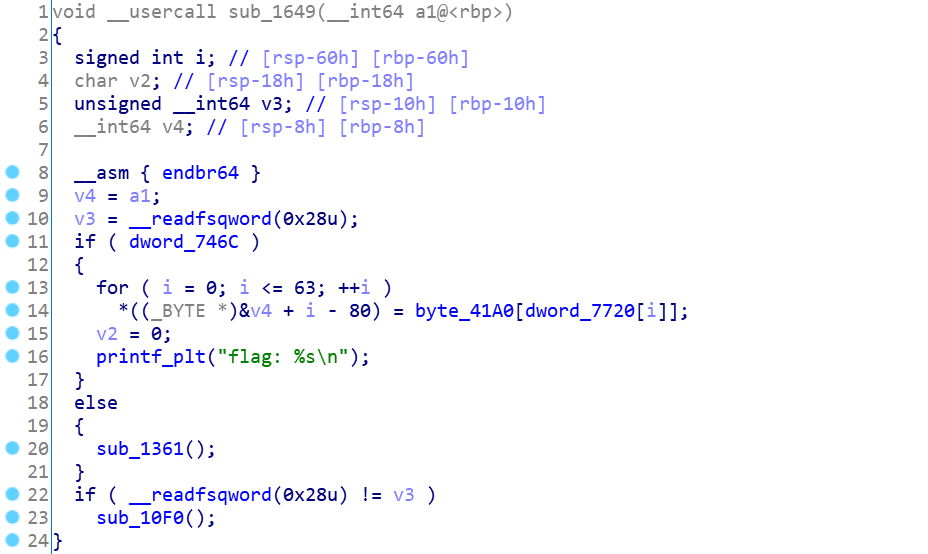 1 void __usercall sub_1649(__int64 a1@<rbp>)
2 {
3 signed int i; // [rsp-60h] [rbp-60h]
4 char v2; // [rsp-18h] [rbp-18h]
5 unsigned __int64 v3; // [rsp-10h] [rbp-10h]
6 __int64 v4; // [rsp-8h] [rbp-8h]
7
8 __asm { endbr64 }
9 v4 = a1;
10 v3 = __readfsqword(0x28u);
11 if ( dword_746C )
12 {
13 for ( i = 0; i <= 63; ++i )
14 *((_BYTE *)&v4 + i - 80) = byte_41A0[dword_7720[i]];
15 v2 = 0;
16 printf_plt("flag: %s\n");
17 }
18 else
19 {
20 sub_1361();
21 }
22 if ( __readfsqword(0x28u) != v3 )
23 sub_10F0();
24 }